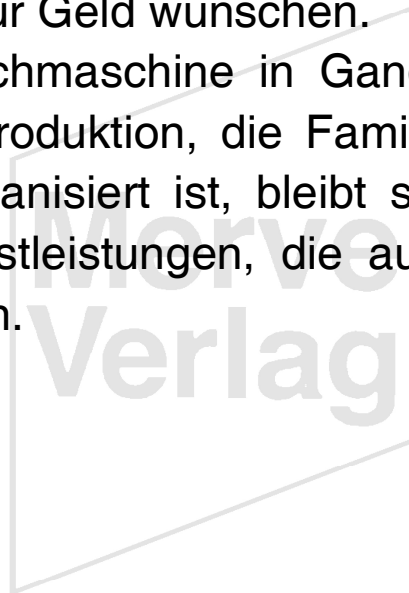 ur Geld wünschen.
chmaschine in Gan
roduktion, die Fami
anisiert ist, bleibt s
stleistungen, die au
n.
Merve
Verlag